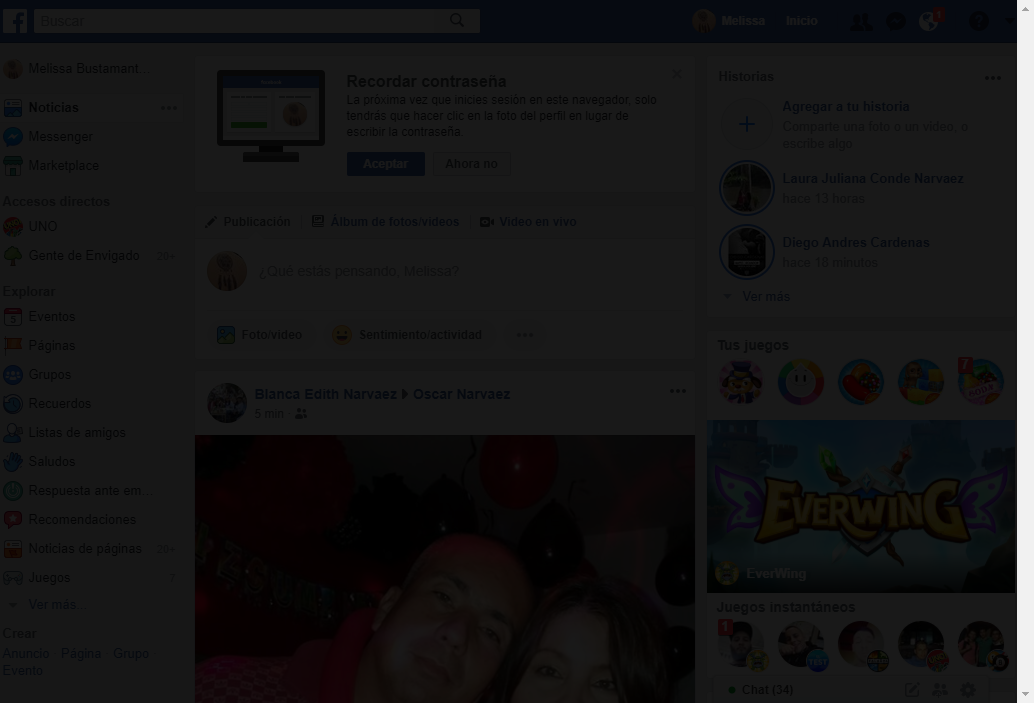 Buscar
Melissa
Inicio
Melissa Bustamant...
Noticias
Messenger
Marketplace
Accesos directos
UNO
Gente de Envigado 20+
Explorar
Eventos
Páginas
Grupos
Recuerdos
Listas de amigos
Saludos
Respuesta ante em...
Recomendaciones
Noticias de páginas 20+
Juegos 7
Ver más...
Crear
Anuncio Página Grupo
Evento
Recordar contraseña
La próxima vez que inicies sesión en este navegador, solo
tendrás que hacer clic en la foto del perfil en lugar de
escribir la contraseña.
Aceptar
Ahora no
Publicación
Álbum de fotos/videos
Video en vivo
¿Qué estás pensando, Melissa?
Foto/video
Sentimiento/actividad
Blanca Edith Narvaez Oscar Narvaez
5 min
Historias
Agregar a tu historia
Comparte una foto o un video, o
escribe algo
Laura Juliana Conde Narvaez
hace 13 horas
Diego Andres Cardenas
hace 16 minutos
Ver más
Tus juegos
7
EVERWING
EverWing
Juegos instantáneos
1
Chat (34)